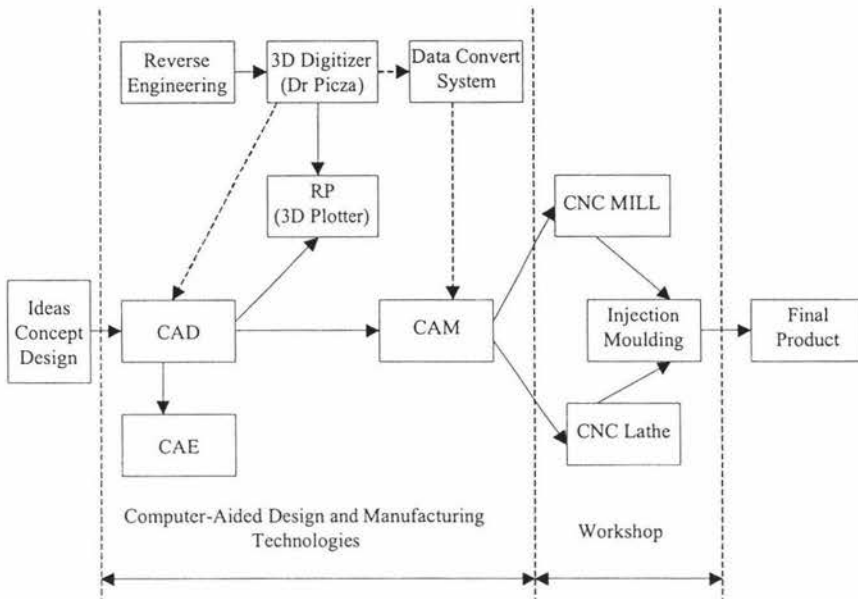 Reverse
Engineering
3D Digitizer
(Dr Picza)
Data Convert
System
RP
(3D Plotter)
CNC MILL
Ideas
Concept
Design
CAD
CAM
Injection
Moulding
Final
Product
CAE
CNC Lathe
Computer-Aided Design and Manufacturing
Technologies
Workshop